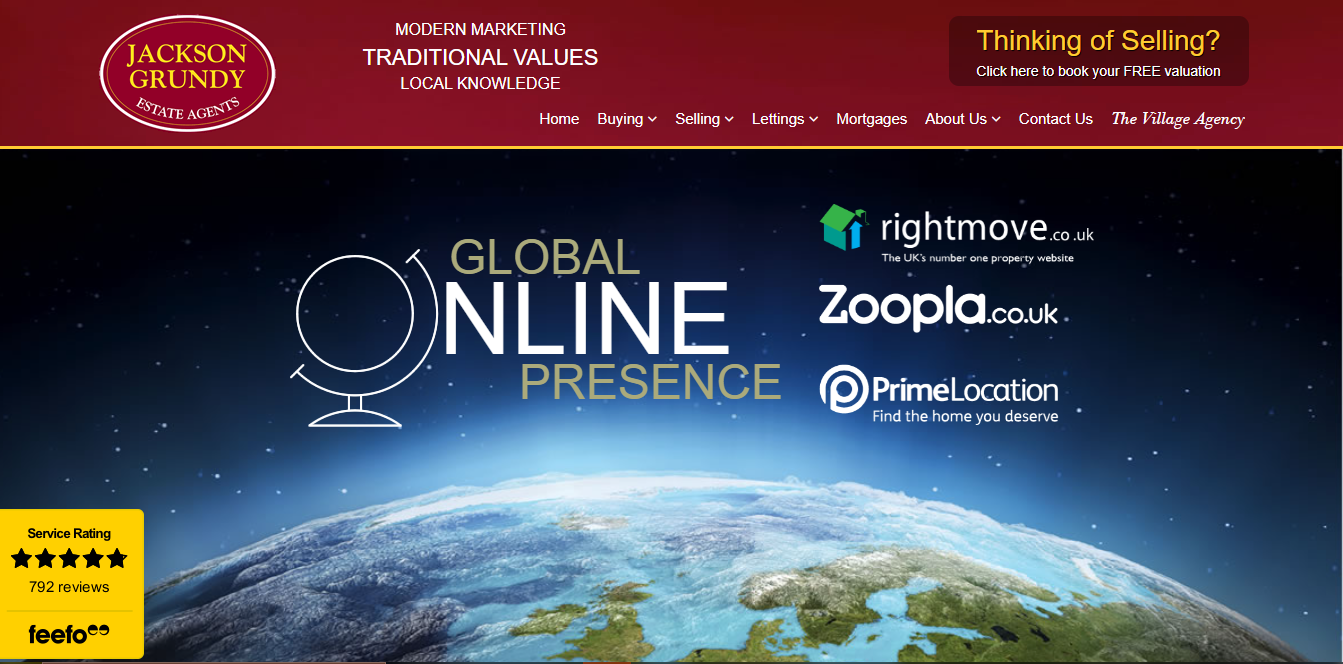 JACKSON
GRUNDY
ESTATE AGENTS
MODERN MARKETING
TRADITIONAL VALUES
LOCAL KNOWLEDGE
Thinking of Selling?
Click here to book your FREE valuation
Home Buying Selling Lettings Mortgages About Us Contact Us The Village Agency
GLOBAL
NLINE
PRESENCE
rightmove.co.uk
The UK's number one property website
Zoopla.co.uk
PrimeLocation
Find the home you deserve
Service Rating
792 reviews
feefo